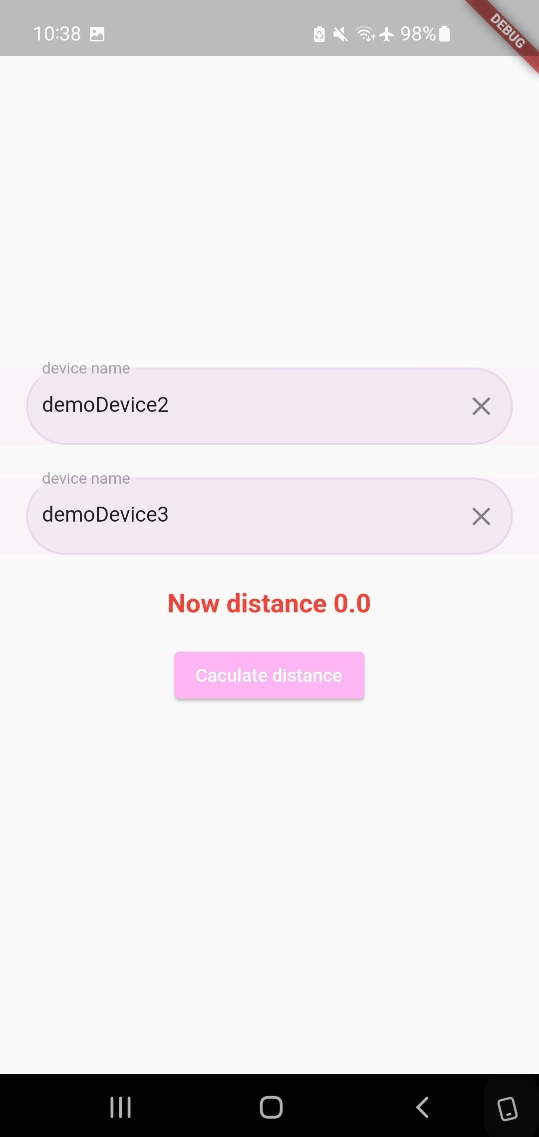 10:38
98%
DEBUG
device name
demoDevice2
device name
demoDevice3
Now distance 0.0
Caculate distance